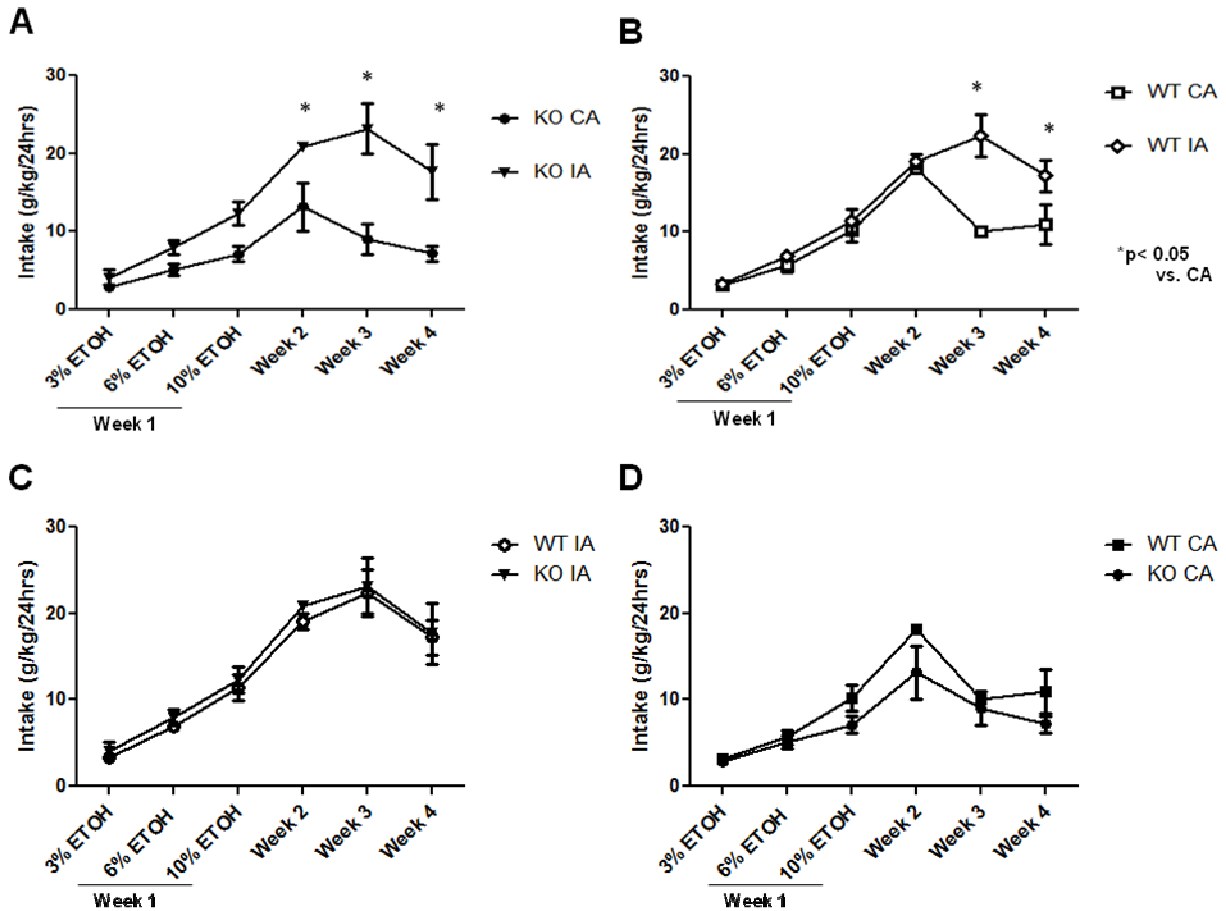 A
Intake (g/kg/24hrs)
30
20
10
0
*
*
*
KO CA
KO IA
3% ETOH
6% ETOH
10% ETOH
Week 2
Week 3
Week 4
Week 1
B
Intake (g/kg/24hrs)
30
20
10
0
*
*
WT CA
WT IA
*p< 0.05
vs. CA
3% ETOH
6% ETOH
10% ETOH
Week 2
Week 3
Week 4
Week 1
C
Intake (g/kg/24hrs)
30
20
10
0
WT IA
KO IA
3% ETOH
6% ETOH
10% ETOH
Week 2
Week 3
Week 4
Week 1
D
Intake (g/kg/24hrs)
30
20
10
0
WT CA
KO CA
3% ETOH
6% ETOH
10% ETOH
Week 2
Week 3
Week 4
Week 1